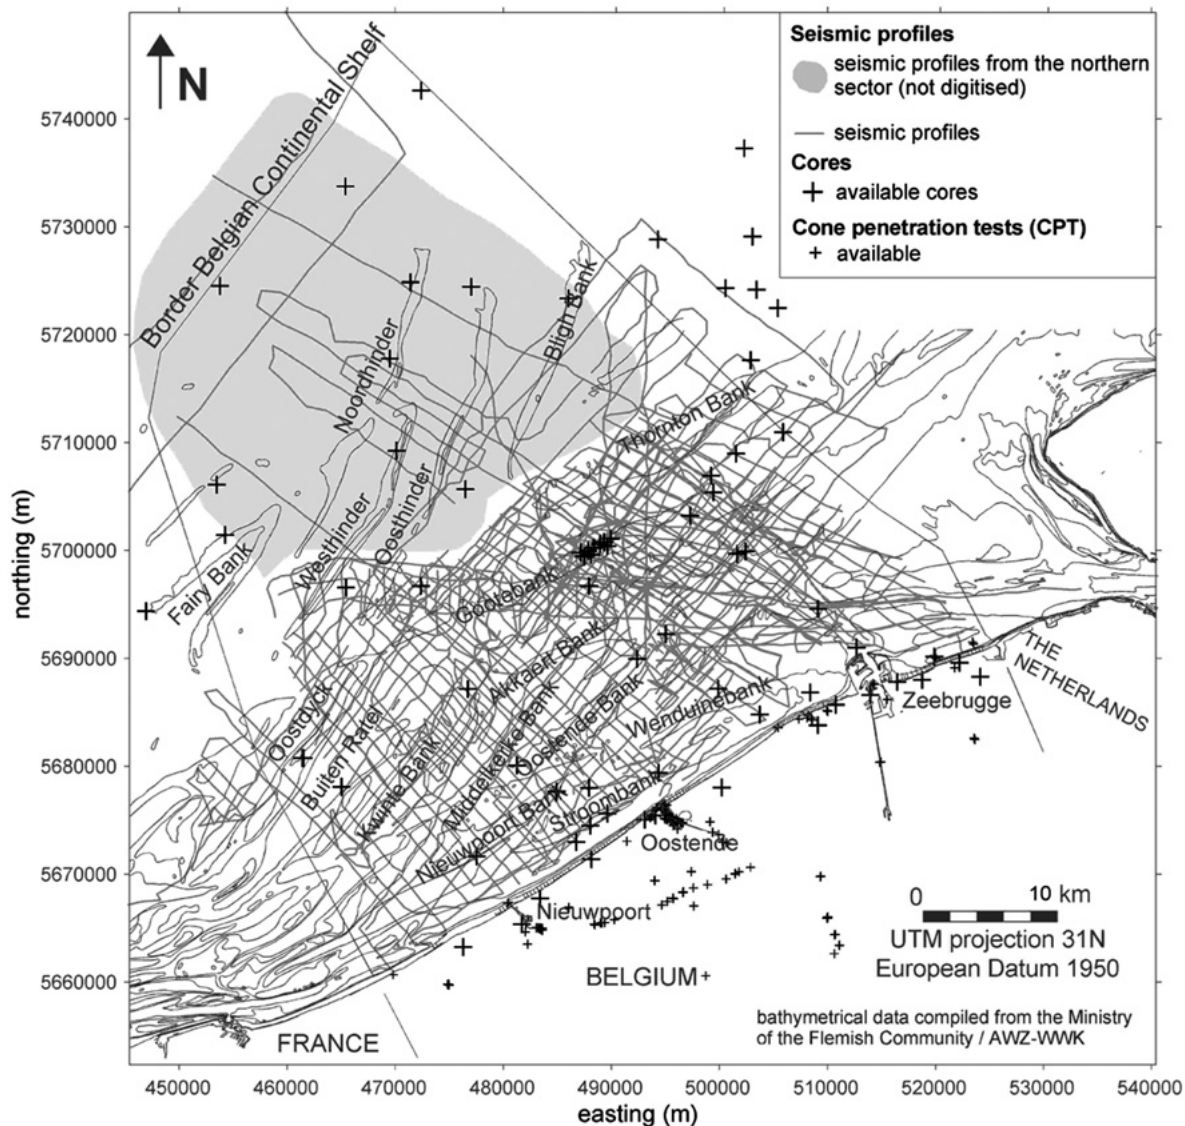 Seismic profiles
seismic profiles from the northern
sector (not digitised)
seismic profiles
Cores
available cores
Cone penetration tests (CPT)
available
N
Border Belgian Continental Shelf
Noordhinder
Bligh Bank
Thornton Bank
Westhinder
Oosthinder
Fairy Bank
Gootebank
Akkaert Bank
Oostdyck
Buiten Ratel
Kwinte Bank
Middelkerke Bank
Oostende Bank
Wenduinebank
Nieuwpoort Bank
Stroombank
Zeebrugge
THE
NETHERLANDS
Oostende
Nieuwpoort
BELGIUM
FRANCE
0 10 km
UTM projection 31N
European Datum 1950
bathymetrical data compiled from the Ministry
of the Flemish Community / AWZ-WWK
northing (m)
5740000
5730000
5720000
5710000
5700000
5690000
5680000
5670000
5660000
450000 460000 470000 480000 490000 500000 510000 520000 530000 540000
easting (m)